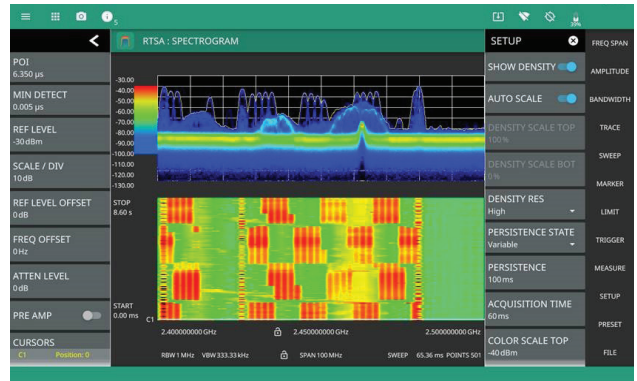 5
39%
RTSA : SPECTROGRAM
POI
6.350 µs
MIN DETECT
0.005 µs
REF LEVEL
-30 dBm
SCALE / DIV
10 dB
REF LEVEL OFFSET
0 dB
FREQ OFFSET
0 Hz
ATTEN LEVEL
0 dB
PRE AMP
CURSORS
C1 Position: 0
-30.00
-40.00
-50.00
-60.00
-70.00
-80.00
-90.00
-100.00
-110.00
-120.00
-130.00
STOP
8.60 s
START
0.00 ms
C1
2.400000000 GHz 2.450000000 GHz 2.500000000 GHz
RBW 1 MHz VBW 333.33 kHz SPAN 100 MHz SWEEP 65.36 ms POINTS 501
SETUP
SHOW DENSITY
AUTO SCALE
DENSITY SCALE TOP
100 %
DENSITY SCALE BOT
0 %
DENSITY RES
High
PERSISTENCE STATE
Variable
PERSISTENCE
100 ms
ACQUISITION TIME
60 ms
COLOR SCALE TOP
-40 dBm
FREQ SPAN
AMPLITUDE
BANDWIDTH
TRACE
SWEEP
MARKER
LIMIT
TRIGGER
MEASURE
SETUP
PRESET
FILE